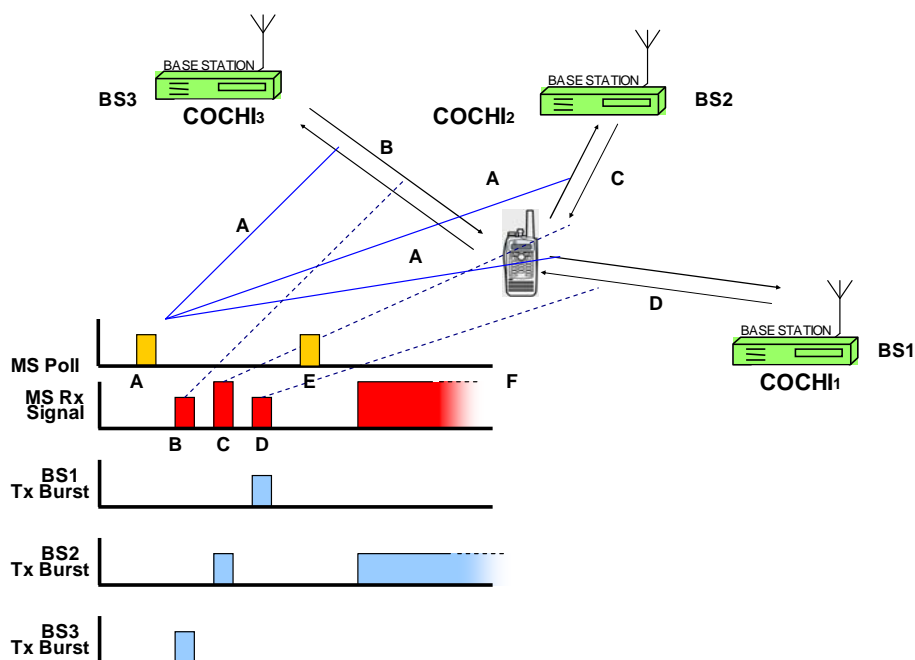 BASE STATION
BS3
COCHI3
BASE STATION
BS2
COCHI2
B
A
C
A
A
D
BASE STATION
BS1
COCHI1
MS Poll
A
E
MS Rx
Signal
F
B
C
D
BS1
Tx Burst
BS2
Tx Burst
BS3
Tx Burst